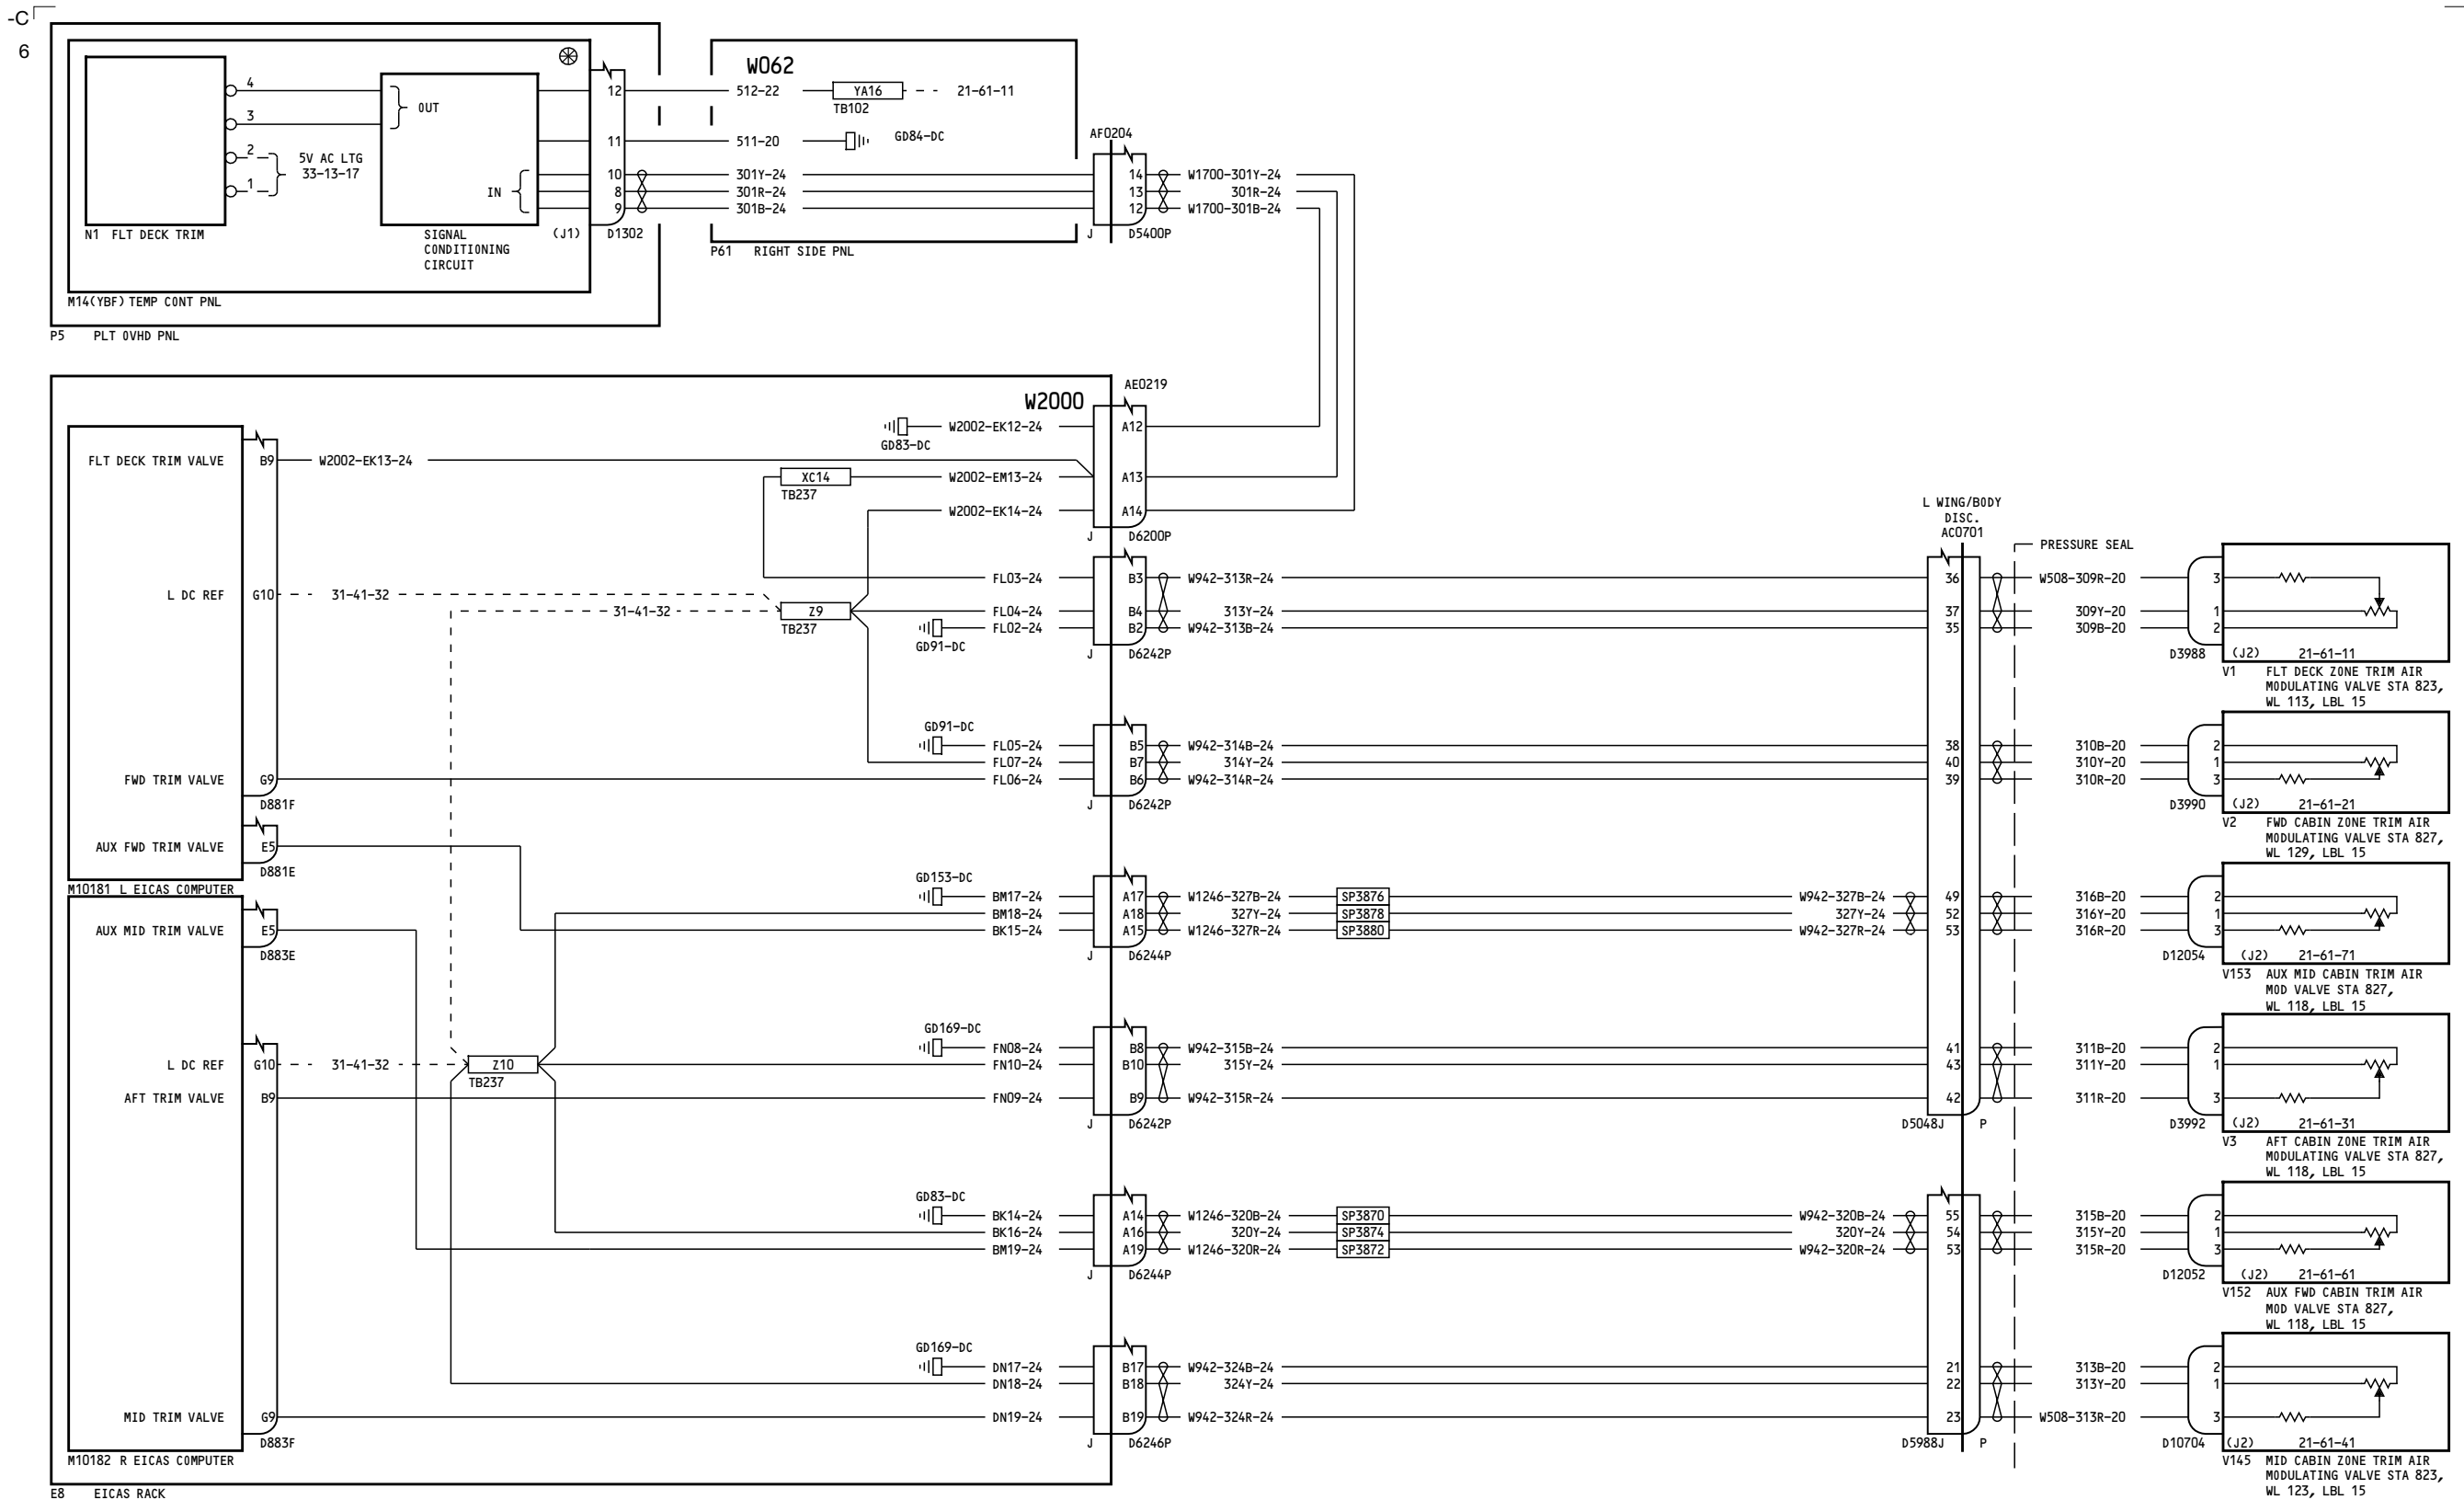 -C
6
W062
4
12
512-22
YA16
21-61-11
OUT
TB102
3
11
511-20
GD84-DC
AF0204
2
5V AC LTG
33-13-17
1
IN
10
301Y-24
14
W1700-301Y-24
8
301R-24
13
301R-24
9
301B-24
12
W1700-301B-24
N1 FLT DECK TRIM
SIGNAL
CONDITIONING
CIRCUIT
(J1)
D1302
J
D5400P
P61 RIGHT SIDE PNL
M14(YBF) TEMP CONT PNL
P5 PLT OVHD PNL
AE0219
W2000
W2002-EK12-24
A12
GD83-DC
FLT DECK TRIM VALVE
B9
W2002-EK13-24
XC14
W2002-EM13-24
A13
TB237
W2002-EK14-24
A14
J
D6200P
L WING/BODY
DISC.
AC0701
PRESSURE SEAL
FL03-24
B3
W942-313R-24
36
W508-309R-20
3
L DC REF
G10
31-41-32
31-41-32
Z9
FL04-24
B4
313Y-24
37
309Y-20
1
TB237
FL02-24
B2
W942-313B-24
35
309B-20
2
GD91-DC
J
D6242P
D3988
(J2)
21-61-11
V1 FLT DECK ZONE TRIM AIR
MODULATING VALVE STA 823,
WL 113, LBL 15
GD91-DC
FL05-24
B5
W942-314B-24
38
310B-20
2
FL07-24
B7
314Y-24
40
310Y-20
1
FWD TRIM VALVE
G9
FL06-24
B6
W942-314R-24
39
310R-20
3
D881F
J
D6242P
D3990
(J2)
21-61-21
V2 FWD CABIN ZONE TRIM AIR
MODULATING VALVE STA 827,
WL 129, LBL 15
AUX FWD TRIM VALVE
E5
D881E
M10181 L EICAS COMPUTER
GD153-DC
BM17-24
A17
W1246-327B-24
SP3876
W942-327B-24
49
316B-20
2
BM18-24
A18
327Y-24
SP3878
327Y-24
52
316Y-20
1
AUX MID TRIM VALVE
E5
BK15-24
A15
W1246-327R-24
SP3880
W942-327R-24
53
316R-20
3
D883E
J
D6244P
D12054
(J2)
21-61-71
V153 AUX MID CABIN TRIM AIR
MOD VALVE STA 827,
WL 118, LBL 15
GD169-DC
FN08-24
B8
W942-315B-24
41
311B-20
2
L DC REF
G10
31-41-32
Z10
FN10-24
B10
315Y-24
43
311Y-20
1
TB237
AFT TRIM VALVE
B9
FN09-24
B9
W942-315R-24
42
311R-20
3
J
D6242P
D5048J
P
D3992
(J2)
21-61-31
V3 AFT CABIN ZONE TRIM AIR
MODULATING VALVE STA 827,
WL 118, LBL 15
GD83-DC
BK14-24
A14
W1246-320B-24
SP3870
W942-320B-24
55
315B-20
2
BK16-24
A16
320Y-24
SP3874
320Y-24
54
315Y-20
1
BM19-24
A19
W1246-320R-24
SP3872
W942-320R-24
53
315R-20
3
J
D6244P
D12052
(J2)
21-61-61
V152 AUX FWD CABIN TRIM AIR
MOD VALVE STA 827,
WL 118, LBL 15
GD169-DC
DN17-24
B17
W942-324B-24
21
313B-20
2
DN18-24
B18
324Y-24
22
313Y-20
1
MID TRIM VALVE
G9
DN19-24
B19
W942-324R-24
23
W508-313R-20
3
D883F
J
D6246P
D5988J
P
D10704
(J2)
21-61-41
M10182 R EICAS COMPUTER
V145 MID CABIN ZONE TRIM AIR
MODULATING VALVE STA 823,
WL 123, LBL 15
E8 EICAS RACK